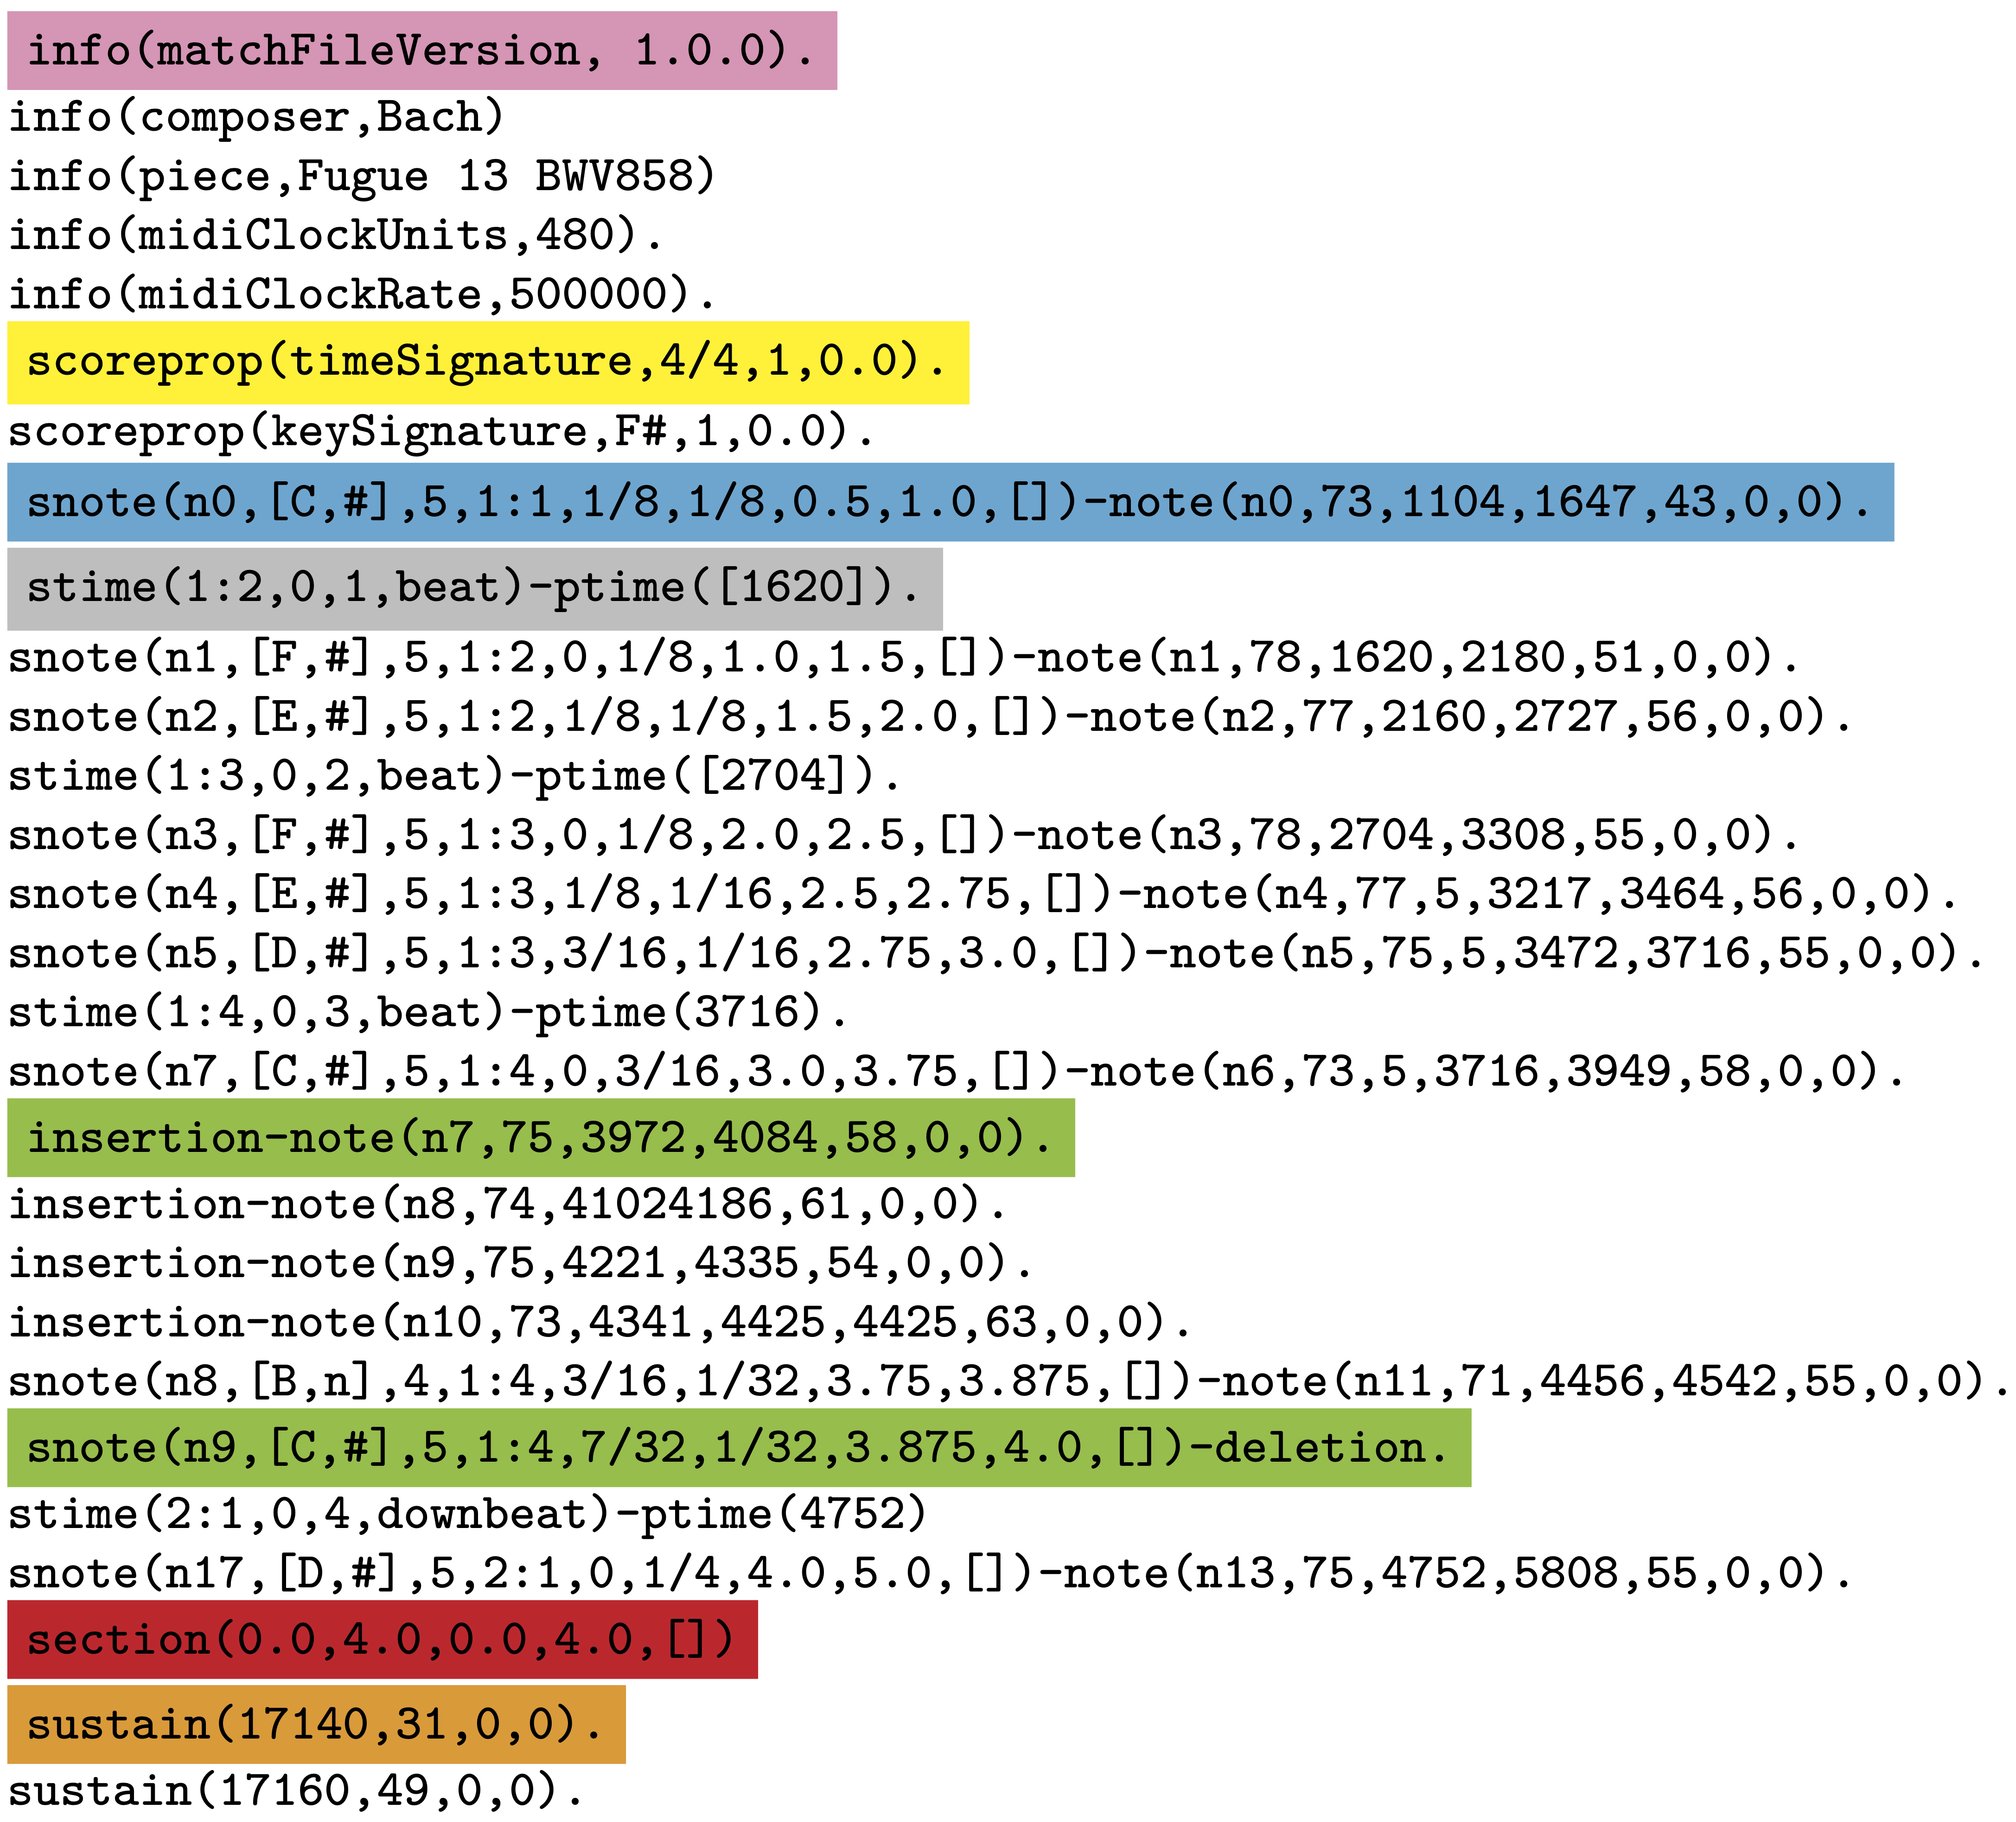 info(matchFileVersion, 1.0.0).
info(composer,Bach)
info(piece,Fugue 13 BWV858)
info(midiClockUnits,480).
info(midiClockRate,500000).
scoreprop(timeSignature,4/4,1,0.0).
scoreprop(keySignature,F#,1,0.0).
snote(n0,[C,#],5,1:1,1/8,1/8,0.5,1.0,[])-note(n0,73,1104,1647,43,0,0).
stime(1:2,0,1,beat)-ptime([1620]).
snote(n1,[F,#],5,1:2,0,1/8,1.0,1.5,[])-note(n1,78,1620,2180,51,0,0).
snote(n2,[E,#],5,1:2,1/8,1/8,1.5,2.0,[])-note(n2,77,2160,2727,56,0,0).
stime(1:3,0,2,beat)-ptime([2704]).
snote(n3,[F,#],5,1:3,0,1/8,2.0,2.5,[])-note(n3,78,2704,3308,55,0,0).
snote(n4,[E,#],5,1:3,1/8,1/16,2.5,2.75,[])-note(n4,77,5,3217,3464,56,0,0).
snote(n5,[D,#],5,1:3,3/16,1/16,2.75,3.0,[])-note(n5,75,5,3472,3716,55,0,0).
stime(1:4,0,3,beat)-ptime(3716).
snote(n7,[C,#],5,1:4,0,3/16,3.0,3.75,[])-note(n6,73,5,3716,3949,58,0,0).
insertion-note(n7,75,3972,4084,58,0,0).
insertion-note(n8,74,41024186,61,0,0).
insertion-note(n9,75,4221,4335,54,0,0).
insertion-note(n10,73,4341,4425,4425,63,0,0).
snote(n8,[B,n],4,1:4,3/16,1/32,3.75,3.875,[])-note(n11,71,4456,4542,55,0,0).
snote(n9,[C,#],5,1:4,7/32,1/32,3.875,4.0,[])-deletion.
stime(2:1,0,4,downbeat)-ptime(4752)
snote(n17,[D,#],5,2:1,0,1/4,4.0,5.0,[])-note(n13,75,4752,5808,55,0,0).
section(0.0,4.0,0.0,4.0,[])
sustain(17140,31,0,0).
sustain(17160,49,0,0).